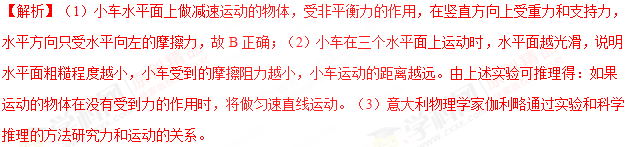 【解析】（1）小车水平面上做减速运动的物体，受非平衡力的作用，在竖直方向上受重力和支持力，
水平方向只受水平向左的摩擦力，故 B 正确；（2）小车在三个水平面上运动时，水平面越光滑，说明
水平面粗糙程度越小，小车受到的摩擦阻力越小，小车运动的距离越远。由上述实验可推理得：如果
运动的物体在没有受到力的作用时，将做匀速直线运动。（3）意大利物理学家伽利略通过实验和科学
推理的方法研究力和运动的关系。